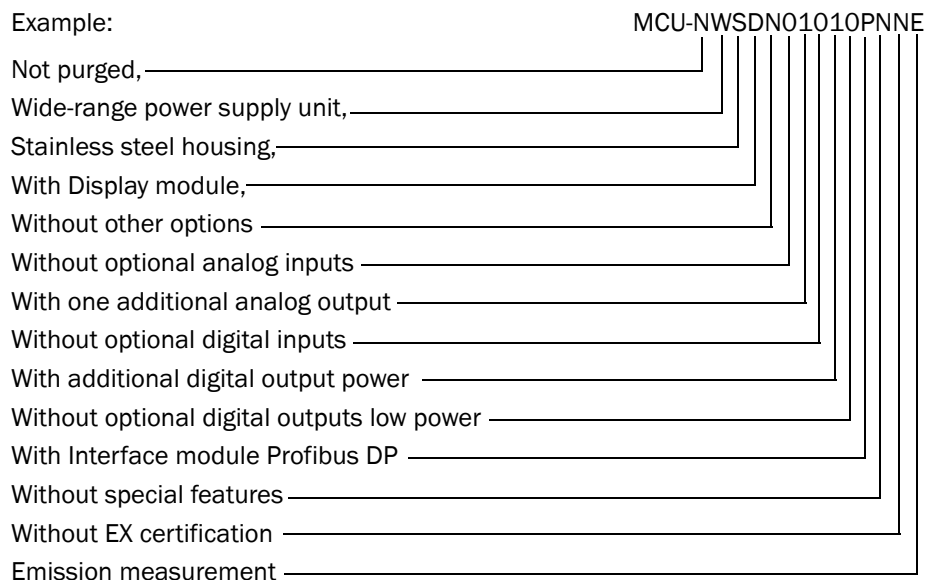 Example: MCU-NWSDN01010PNNE
Not purged,
Wide-range power supply unit,
Stainless steel housing,
With Display module,
Without other options
Without optional analog inputs
With one additional analog output
Without optional digital inputs
With additional digital output power
Without optional digital outputs low power
With Interface module Profibus DP
Without special features
Without EX certification
Emission measurement